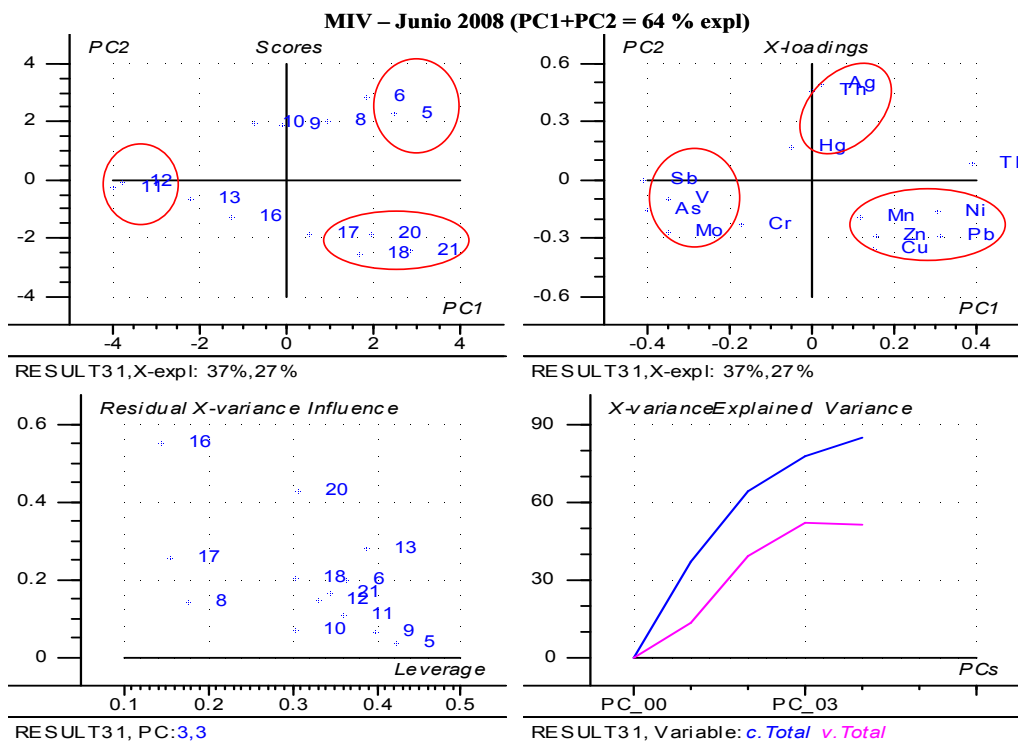 MIV – Junio 2008 (PC1+PC2 = 64 % expl)
PC2 Scores
4
2
0
-2
-4
6
5
10
9
8
12
11
13
16
17
20
18
21
PC1
-4 -2 0 2 4
RESULT31,X-expl: 37%,27%
PC2 X-loadings
0.6
0.3
0
-0.3
-0.6
Ag
Th
Hg
Sb
V
As
Mo
Cr
Mn
Ni
Zn
Pb
Cu
PC1
-0.4 -0.2 0 0.2 0.4
RESULT31,X-expl: 37%,27%
Residual X-variance Influence
0.6
0.4
0.2
0
16
20
17
13
18
6
21
12
8
11
10
9
5
Leverage
0.1 0.2 0.3 0.4 0.5
RESULT31, PC:3,3
X-variance Explained Variance
90
60
30
0
PCs
PC_00 PC_03
RESULT31, Variable: c.Total v.Total